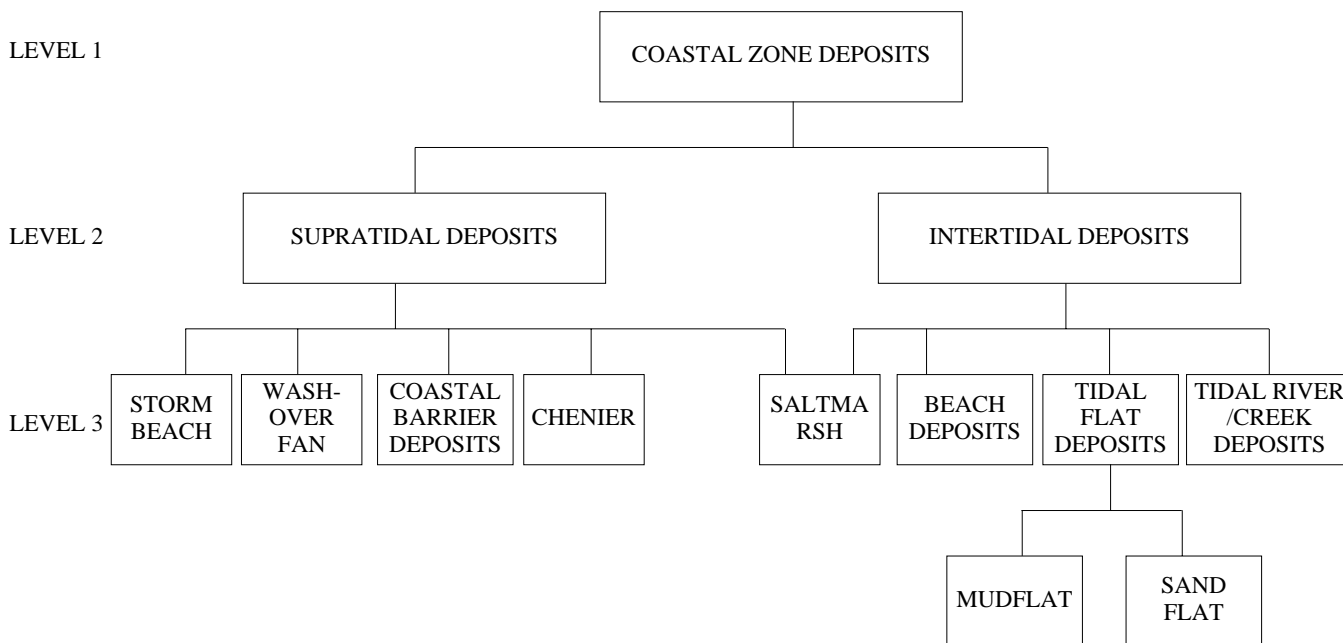 LEVEL 1
COASTAL ZONE DEPOSITS
LEVEL 2
SUPRATIDAL DEPOSITS
INTERTIDAL DEPOSITS
LEVEL 3
STORM
BEACH
WASH-
OVER
FAN
COASTAL
BARRIER
DEPOSITS
CHENIER
SALTMA
RSH
BEACH
DEPOSITS
TIDAL
FLAT
DEPOSITS
TIDAL RIVER
/CREEK
DEPOSITS
MUDFLAT
SAND
FLAT